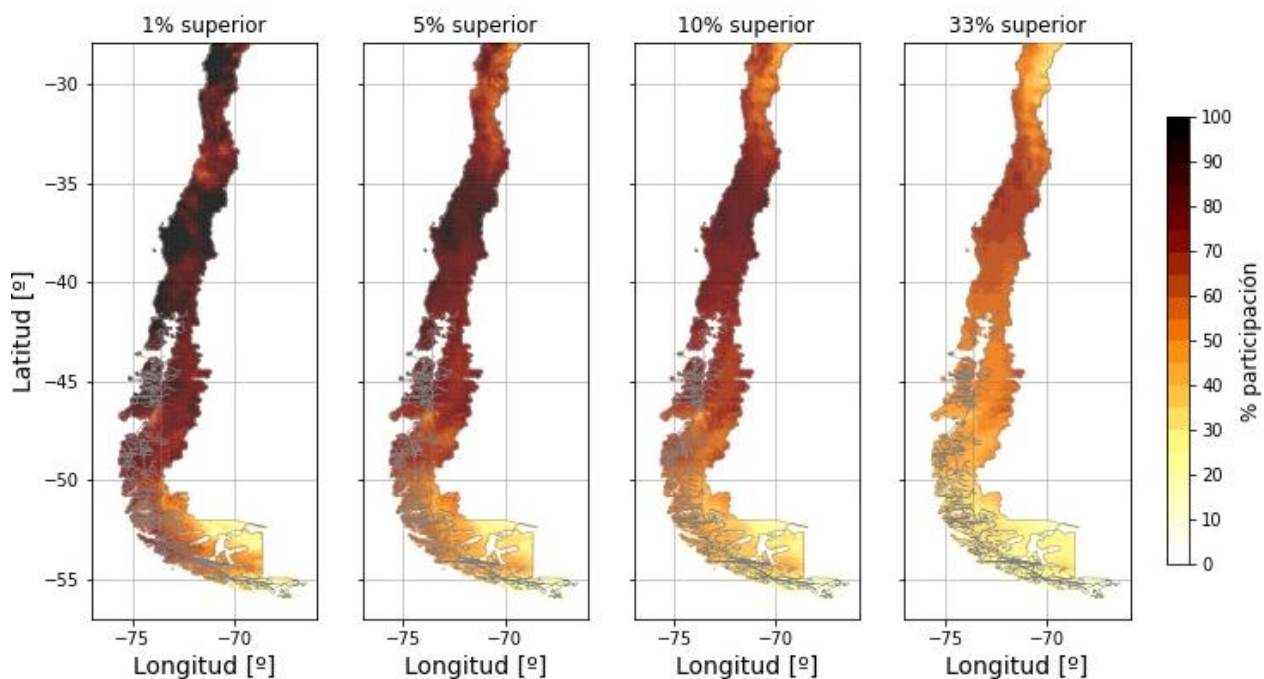 1% superior
5% superior
10% superior
33% superior
Latitud [º]
−30
−35
−40
−45
−50
−55
−75
−70
−75
−70
−75
−70
−75
−70
Longitud [º]
Longitud [º]
Longitud [º]
Longitud [º]
100
90
80
70
60
50
40
30
20
10
0
% participación